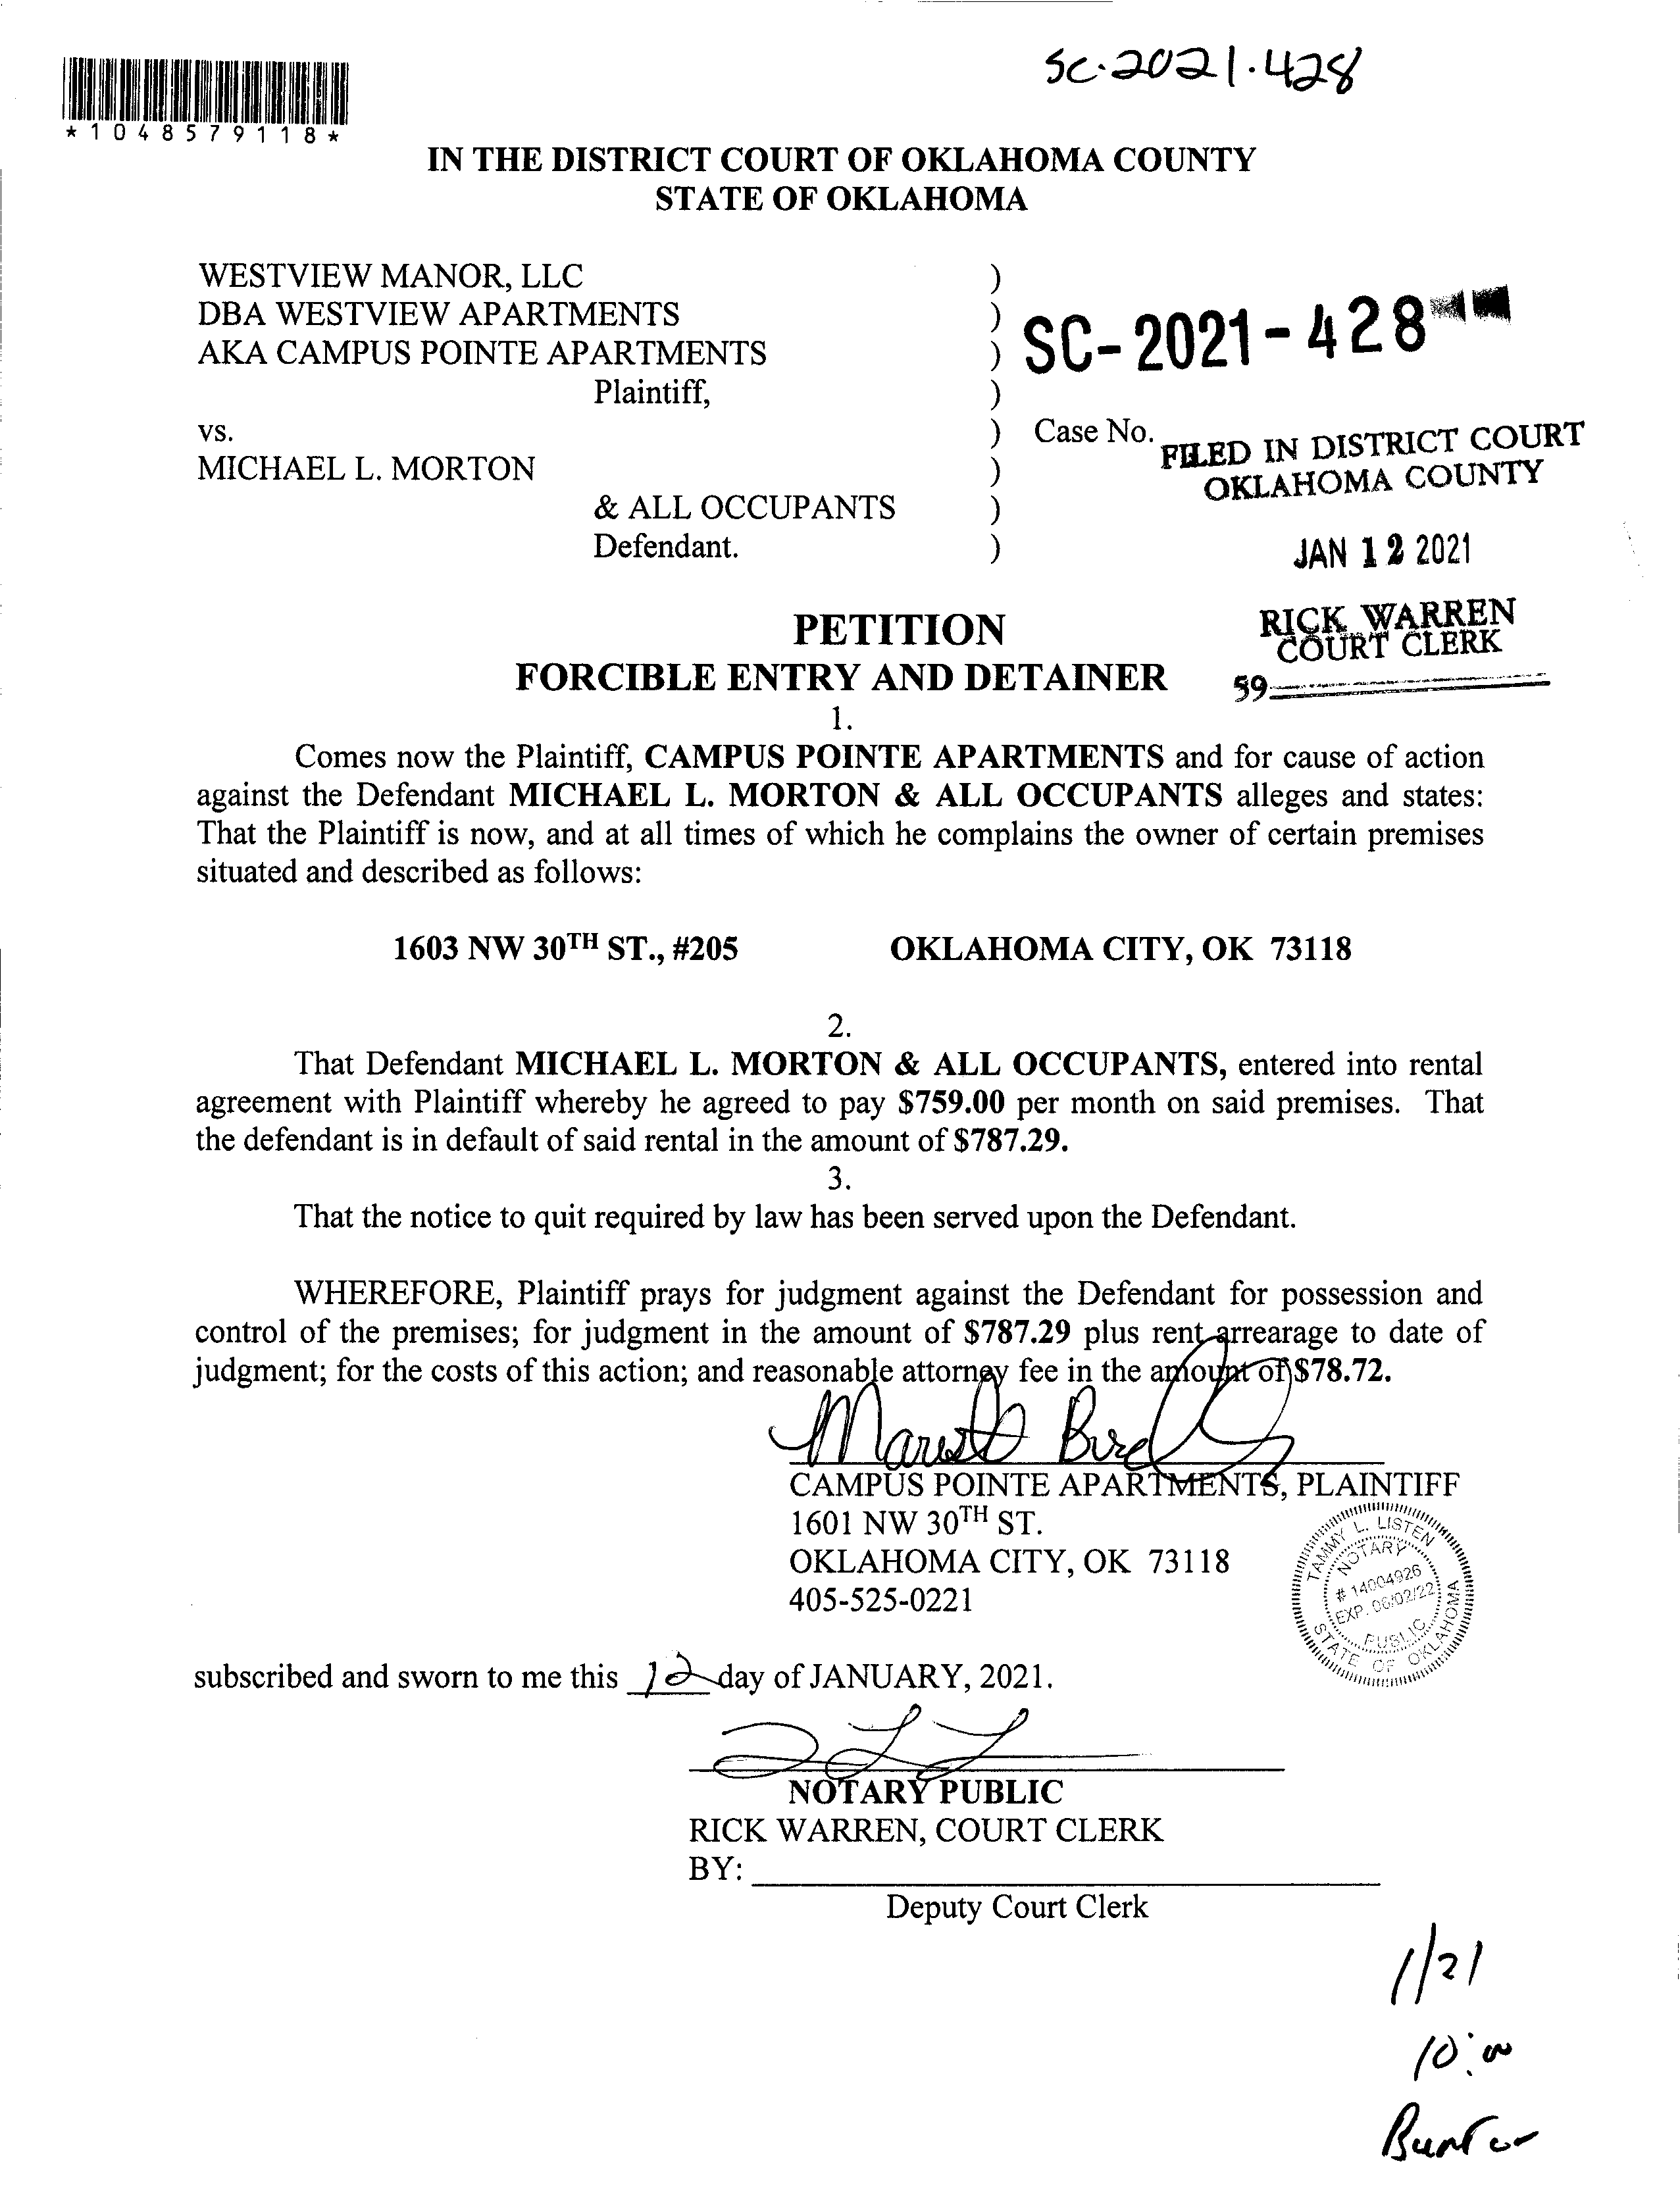 SC-2021-428
*1048579118*
IN THE DISTRICT COURT OF OKLAHOMA COUNTY
STATE OF OKLAHOMA
WESTVIEW MANOR, LLC )
DBA WESTVIEW APARTMENTS )
AKA CAMPUS POINTE APARTMENTS ) SC-2021-428
Plaintiff, )
vs. ) Case No.
FILED IN DISTRICT COURT
MICHAEL L. MORTON )
OKLAHOMA COUNTY
& ALL OCCUPANTS )
Defendant. ) JAN 12 2021
PETITION
RICK WARREN
COURT CLERK
FORCIBLE ENTRY AND DETAINER
59
1.
Comes now the Plaintiff, CAMPUS POINTE APARTMENTS and for cause of action
against the Defendant MICHAEL L. MORTON & ALL OCCUPANTS alleges and states:
That the Plaintiff is now, and at all times of which he complains the owner of certain premises
situated and described as follows:
1603 NW 30TH ST., #205 OKLAHOMA CITY, OK 73118
2.
That Defendant MICHAEL L. MORTON & ALL OCCUPANTS, entered into rental
agreement with Plaintiff whereby he agreed to pay $759.00 per month on said premises. That
the defendant is in default of said rental in the amount of $787.29.
3.
That the notice to quit required by law has been served upon the Defendant.
WHEREFORE, Plaintiff prays for judgment against the Defendant for possession and
control of the premises; for judgment in the amount of $787.29 plus rent arrearage to date of
judgment; for the costs of this action; and reasonable attorney fee in the amount of $78.72.
CAMPUS POINTE APARTMENTS, PLAINTIFF
1601 NW 30TH ST.
OKLAHOMA CITY, OK 73118
405-525-0221
TAMMY L. LISTEN
NOTARY
# 14004926
EXP. 06/02/22
PUBLIC
STATE OF OKLAHOMA
subscribed and sworn to me this 12 day of JANUARY, 2021.
NOTARY PUBLIC
RICK WARREN, COURT CLERK
BY:
Deputy Court Clerk
1/21
10:00